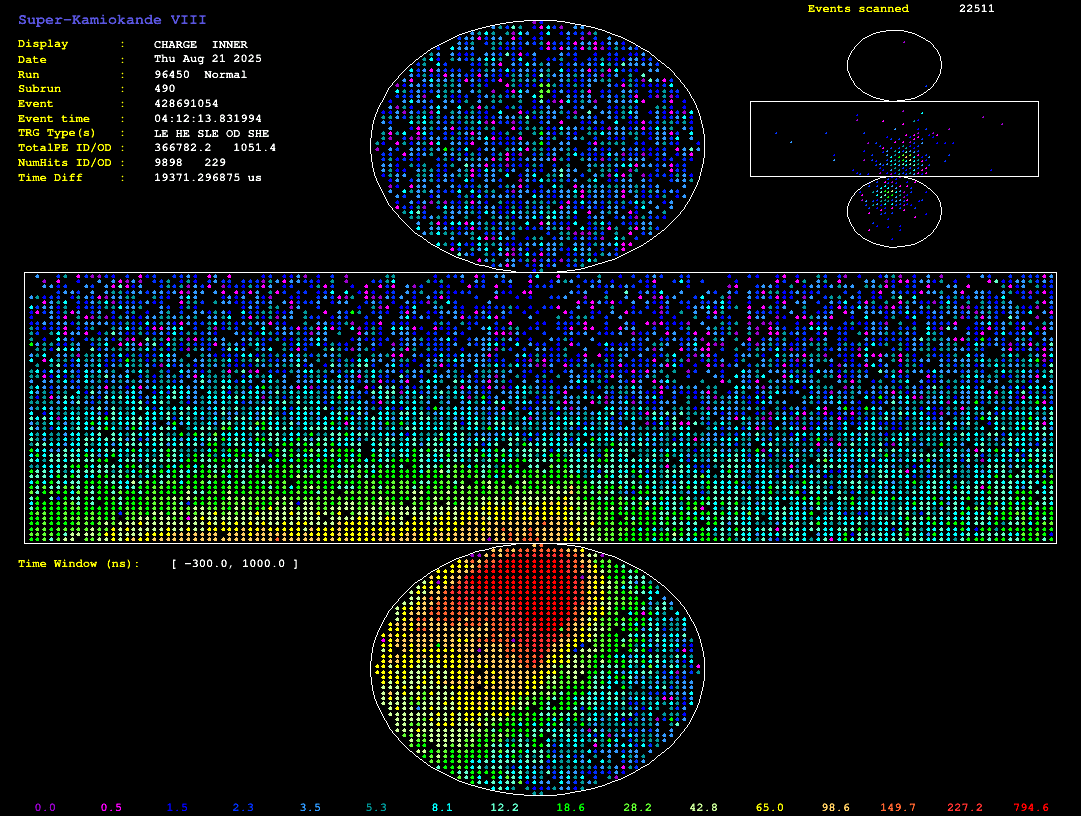 Super-Kamiokande VIII
Events scanned 22511
Display : CHARGE INNER
Date : Thu Aug 21 2025
Run : 96450 Normal
Subrun : 490
Event : 428691054
Event time : 04:12:13.831994
TRG Type(s) : LE HE SLE OD SHE
TotalPE ID/OD : 366782.2 1051.4
NumHits ID/OD : 9898 229
Time Diff : 19371.296875 us
Time Window (ns): [ -300.0, 1000.0 ]
0.0 0.5 1.5 2.3 3.5 5.3 8.1 12.2 18.6 28.2 42.8 65.0 98.6 149.7 227.2 794.6